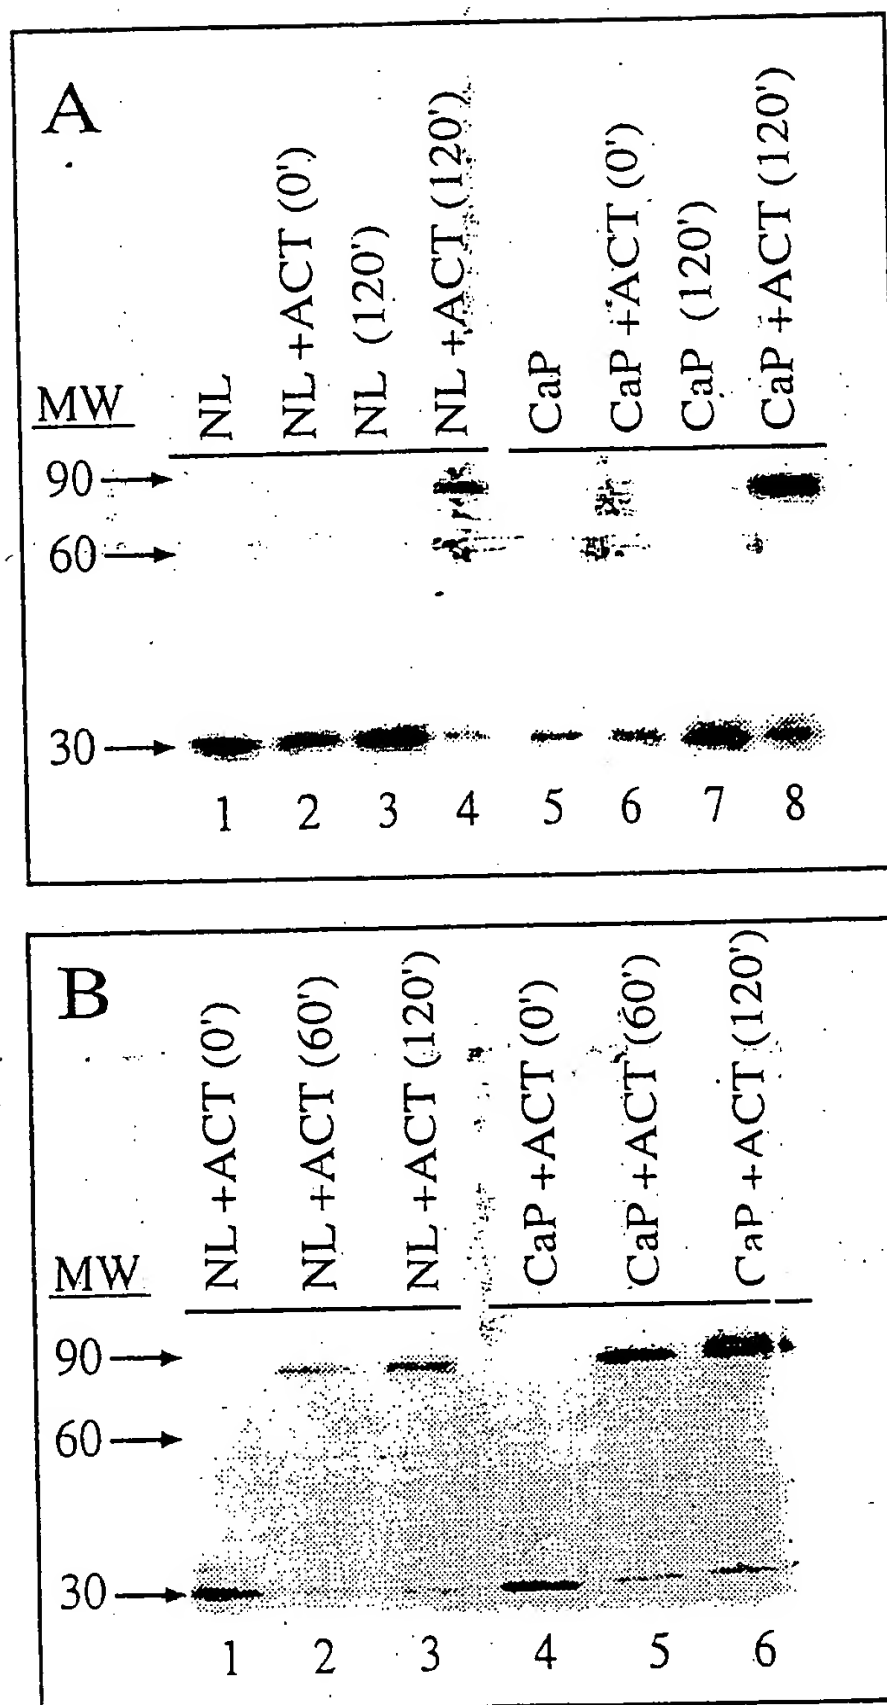 A
MW
NL
NL +ACT (0')
NL (120')
NL +ACT (120')
CaP
CaP +ACT (0')
CaP (120')
CaP +ACT (120')
90
60
30
1 2 3 4 5 6 7 8
B
MW
NL +ACT (0')
NL +ACT (60')
NL +ACT (120')
CaP +ACT (0')
CaP +ACT (60')
CaP +ACT (120')
90
60
30
1 2 3 4 5 6